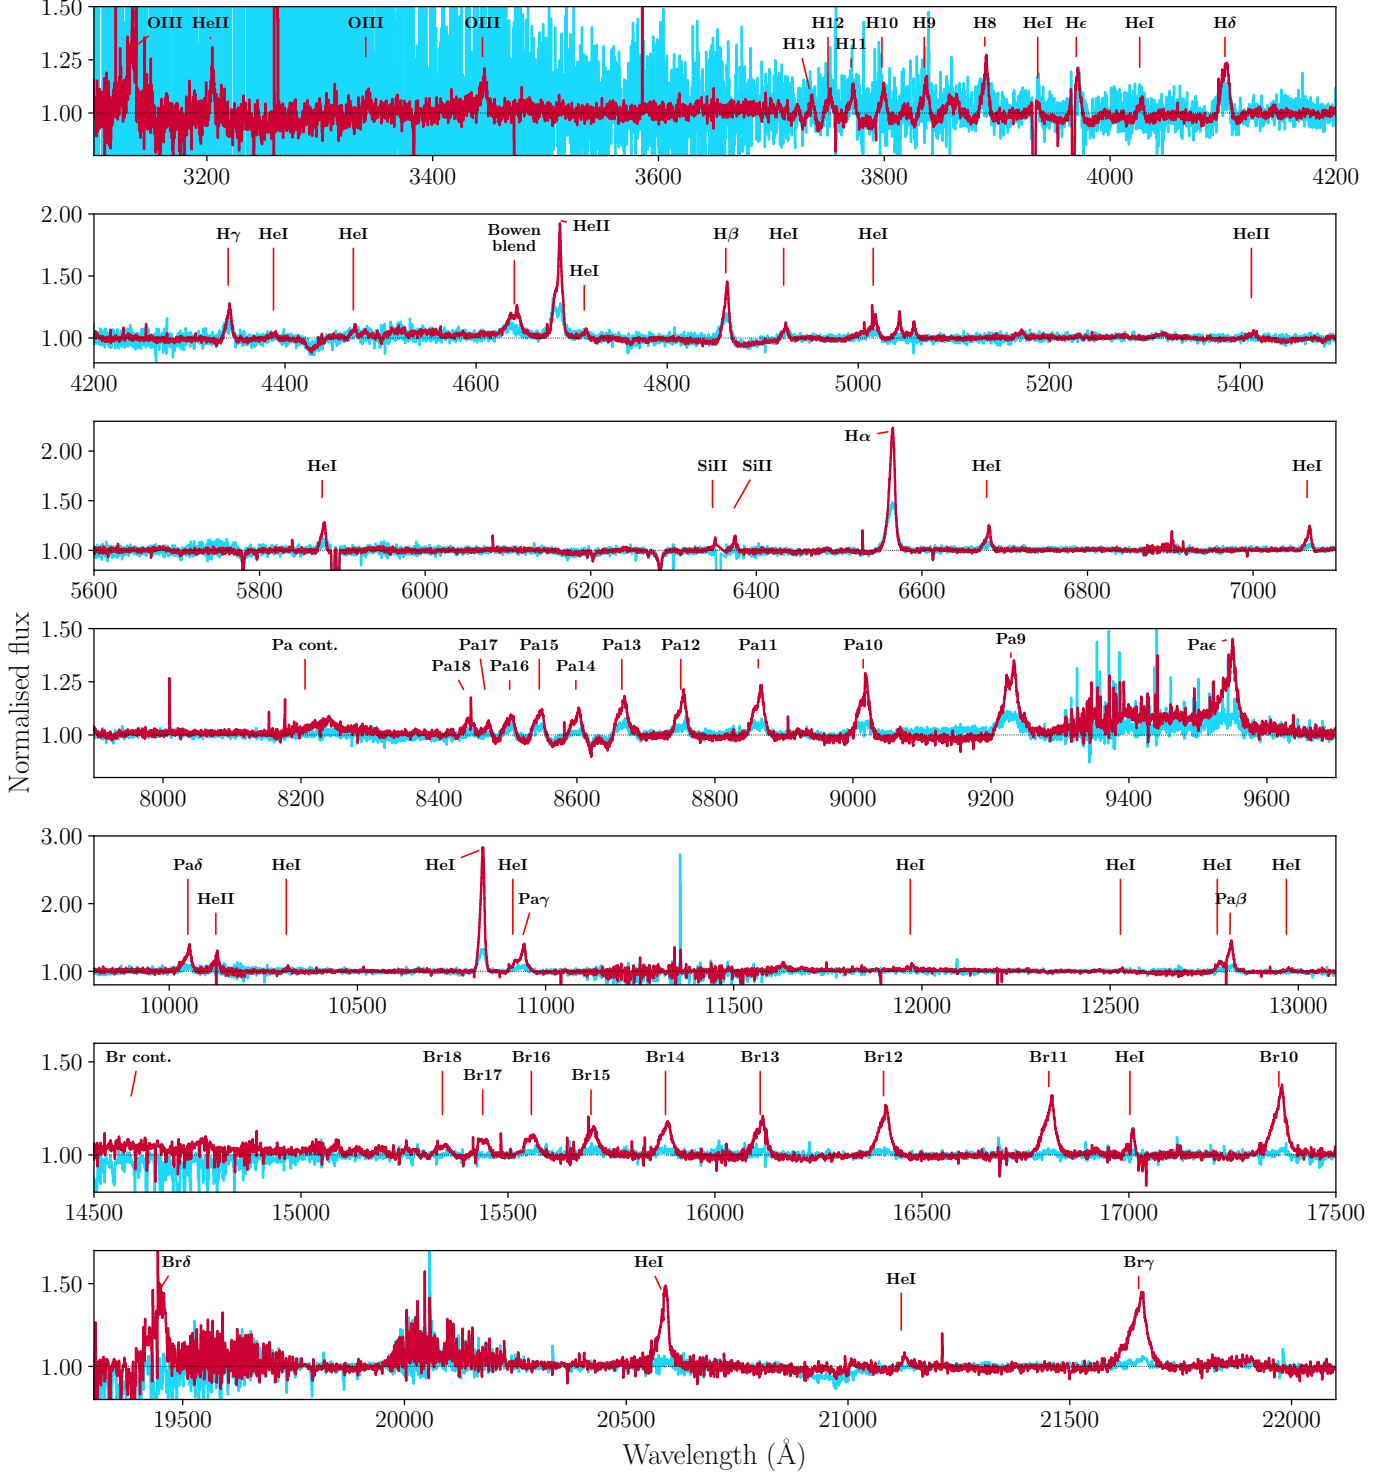 1.50
1.25
1.00
OIII HeII OIII OIII H12 H10 H9 H8 HeI Hϵ HeI Hδ
H13 H11
3200 3400 3600 3800 4000 4200
2.00
1.50
1.00
Hγ HeI HeI Bowen HeII Hβ HeI HeI HeII
blend
HeI
4200 4400 4600 4800 5000 5200 5400
2.00
1.50
1.00
Hα
HeI SiII SiII HeI HeI
5600 5800 6000 6200 6400 6600 6800 7000
Normalised flux
1.50
1.25
1.00
Pa cont. Pa17 Pa15 Pa13 Pa12 Pa11 Pa10 Pa9 Paϵ
Pa18 Pa16 Pa14
8000 8200 8400 8600 8800 9000 9200 9400 9600
3.00
2.00
1.00
Paδ HeI HeI HeI HeI HeI HeI HeI
HeII Paγ Paβ
10000 10500 11000 11500 12000 12500 13000
1.50
1.00
Br cont. Br18 Br16 Br14 Br13 Br12 Br11 HeI Br10
Br17 Br15
14500 15000 15500 16000 16500 17000 17500
1.50
1.00
Brδ HeI Brγ
HeI
19500 20000 20500 21000 21500 22000
Wavelength (Å)